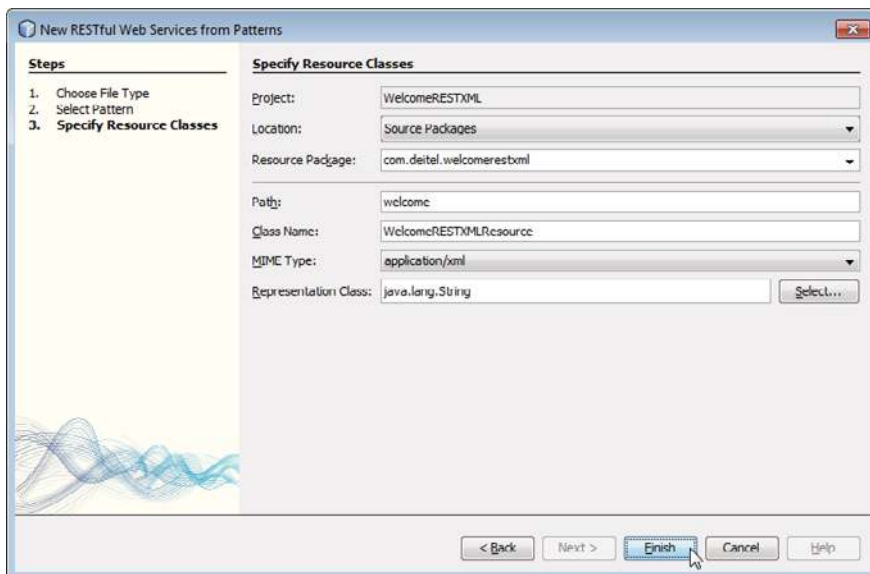 New RESTful Web Services from Patterns
Steps
1. Choose File Type
2. Select Pattern
3. Specify Resource Classes
Specify Resource Classes
Project: WelcomeRESTXML
Location: Source Packages
Resource Package: com.deitel.welcomerestxml
Path: welcome
Class Name: WelcomeRESTXMLResource
MIME Type: application/xml
Representation Class: java.lang.String Select...
< Back Next > Finish Cancel Help